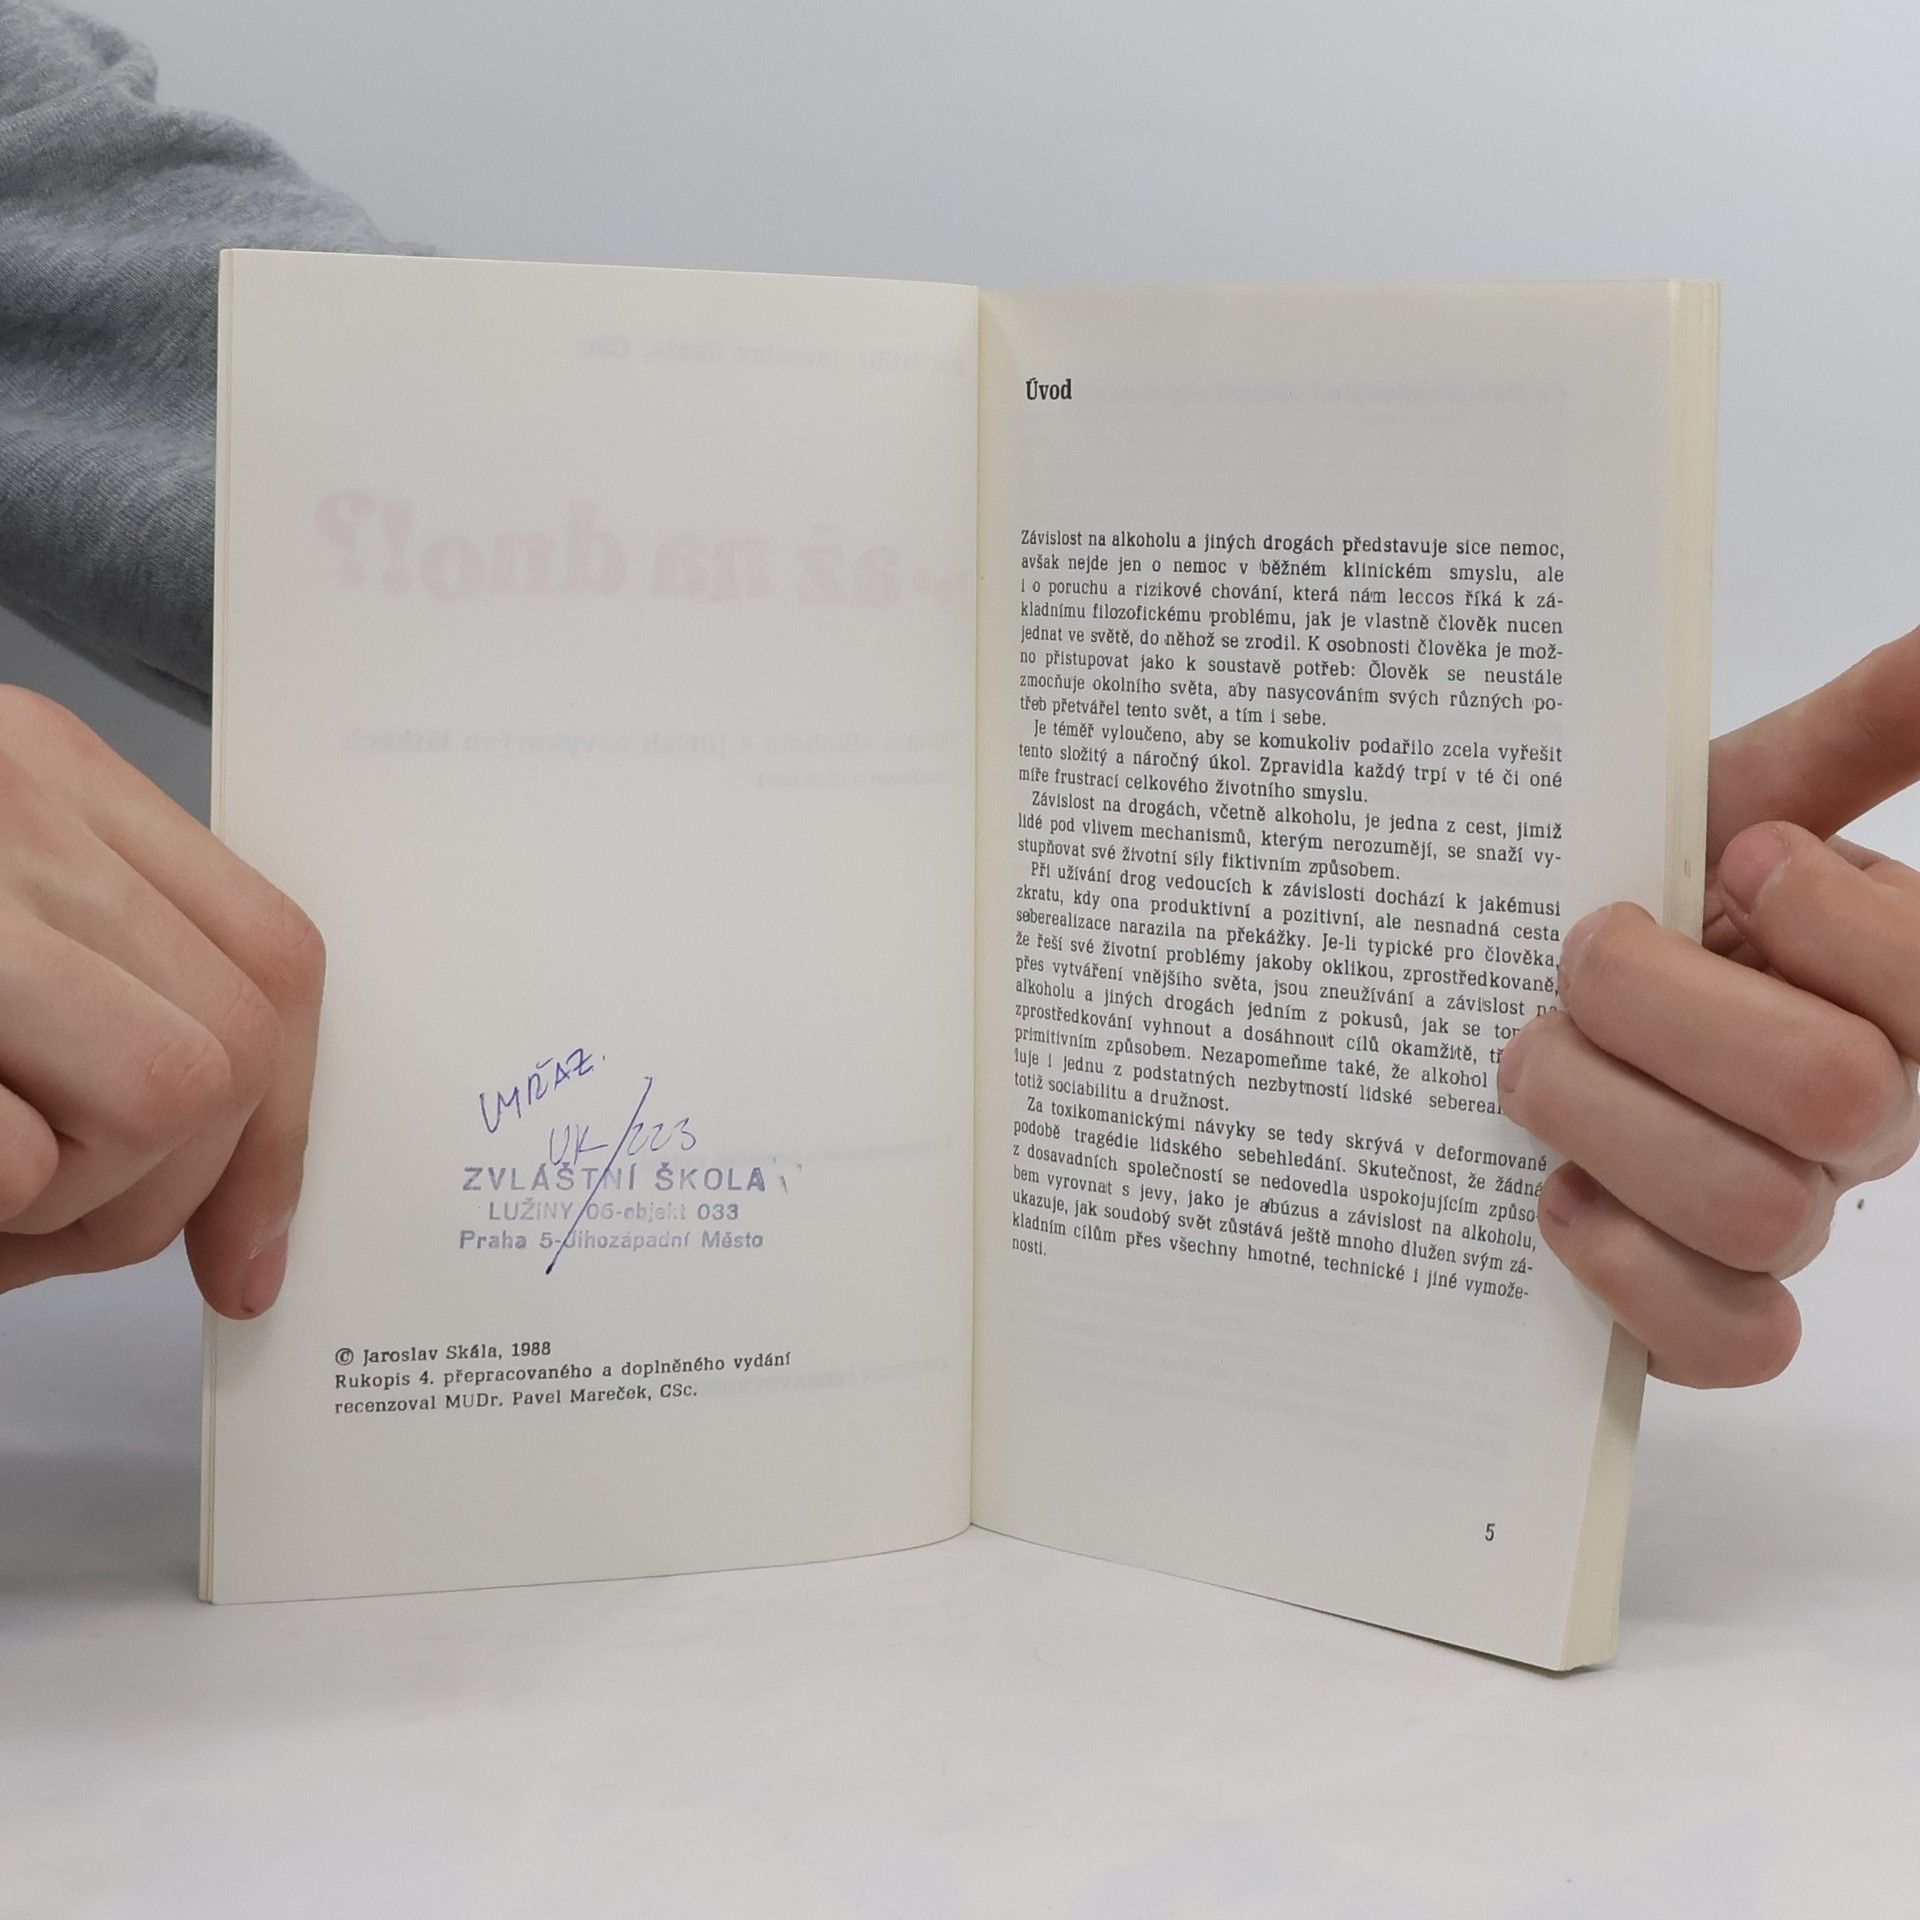 VYŘAZ.
UK/223
ZVLÁŠTNÍ ŠKOLA
LUŽINY 06-objekt 033
Praha 5-Jihozápadní Město
© Jaroslav Skála, 1988
Rukopis 4. přepracovaného a doplněného vydání
recenzoval MUDr. Pavel Mareček, CSc.
Úvod
Závislost na alkoholu a jiných drogách představuje sice nemoc,
avšak nejde jen o nemoc v běžném klinickém smyslu, ale
i o poruchu a rizikové chování, která nám leccos říká k zá-
kladnímu filozofickému problému, jak je vlastně člověk nucen
jednat ve světě, do něhož se zrodil. K osobnosti člověka je mož-
no přistupovat jako k soustavě potřeb: Člověk se neustále
zmocňuje okolního světa, aby nasycováním svých různých po-
třeb přetvářel tento svět, a tím i sebe.
Je téměř vyloučeno, aby se komukoliv podařilo zcela vyřešit
tento složitý a náročný úkol. Zpravidla každý trpí v té či oné
míře frustrací celkového životního smyslu.
Závislost na drogách, včetně alkoholu, je jedna z cest, jimiž
lidé pod vlivem mechanismů, kterým nerozumějí, se snaží vy-
stupňovat své životní síly fiktivním způsobem.
Při užívání drog vedoucích k závislosti dochází k jakémusi
zkratu, kdy ona produktivní a pozitivní, ale nesnadná cesta
seberealizace narazila na překážky. Je-li typické pro člověka,
že řeší své životní problémy jakoby oklikou, zprostředkovaně,
přes vytváření vnějšího světa, jsou zneužívání a závislost na
alkoholu a jiných drogách jedním z pokusů, jak se
zprostředkování vyhnout a dosáhnout cílů okamžitě,
primitivním způsobem. Nezapomeňme také, že alkohol
luje i jednu z podstatných nezbytností lidské
totiž sociabilitu a družnost.
Za toxikomanickými návyky se tedy skrývá v deformované
podobě tragédie lidského sebehledání. Skutečnost, že žádná
z dosavadních společností se nedovedla uspokojujícím způso-
bem vyrovnat s jevy, jako je abúzus a závislost na alkoholu,
ukazuje, jak soudobý svět zůstává ještě mnoho dlužen svým zá-
kladním cílům přes všechny hmotné, technické i jiné vymože-
nosti.
5